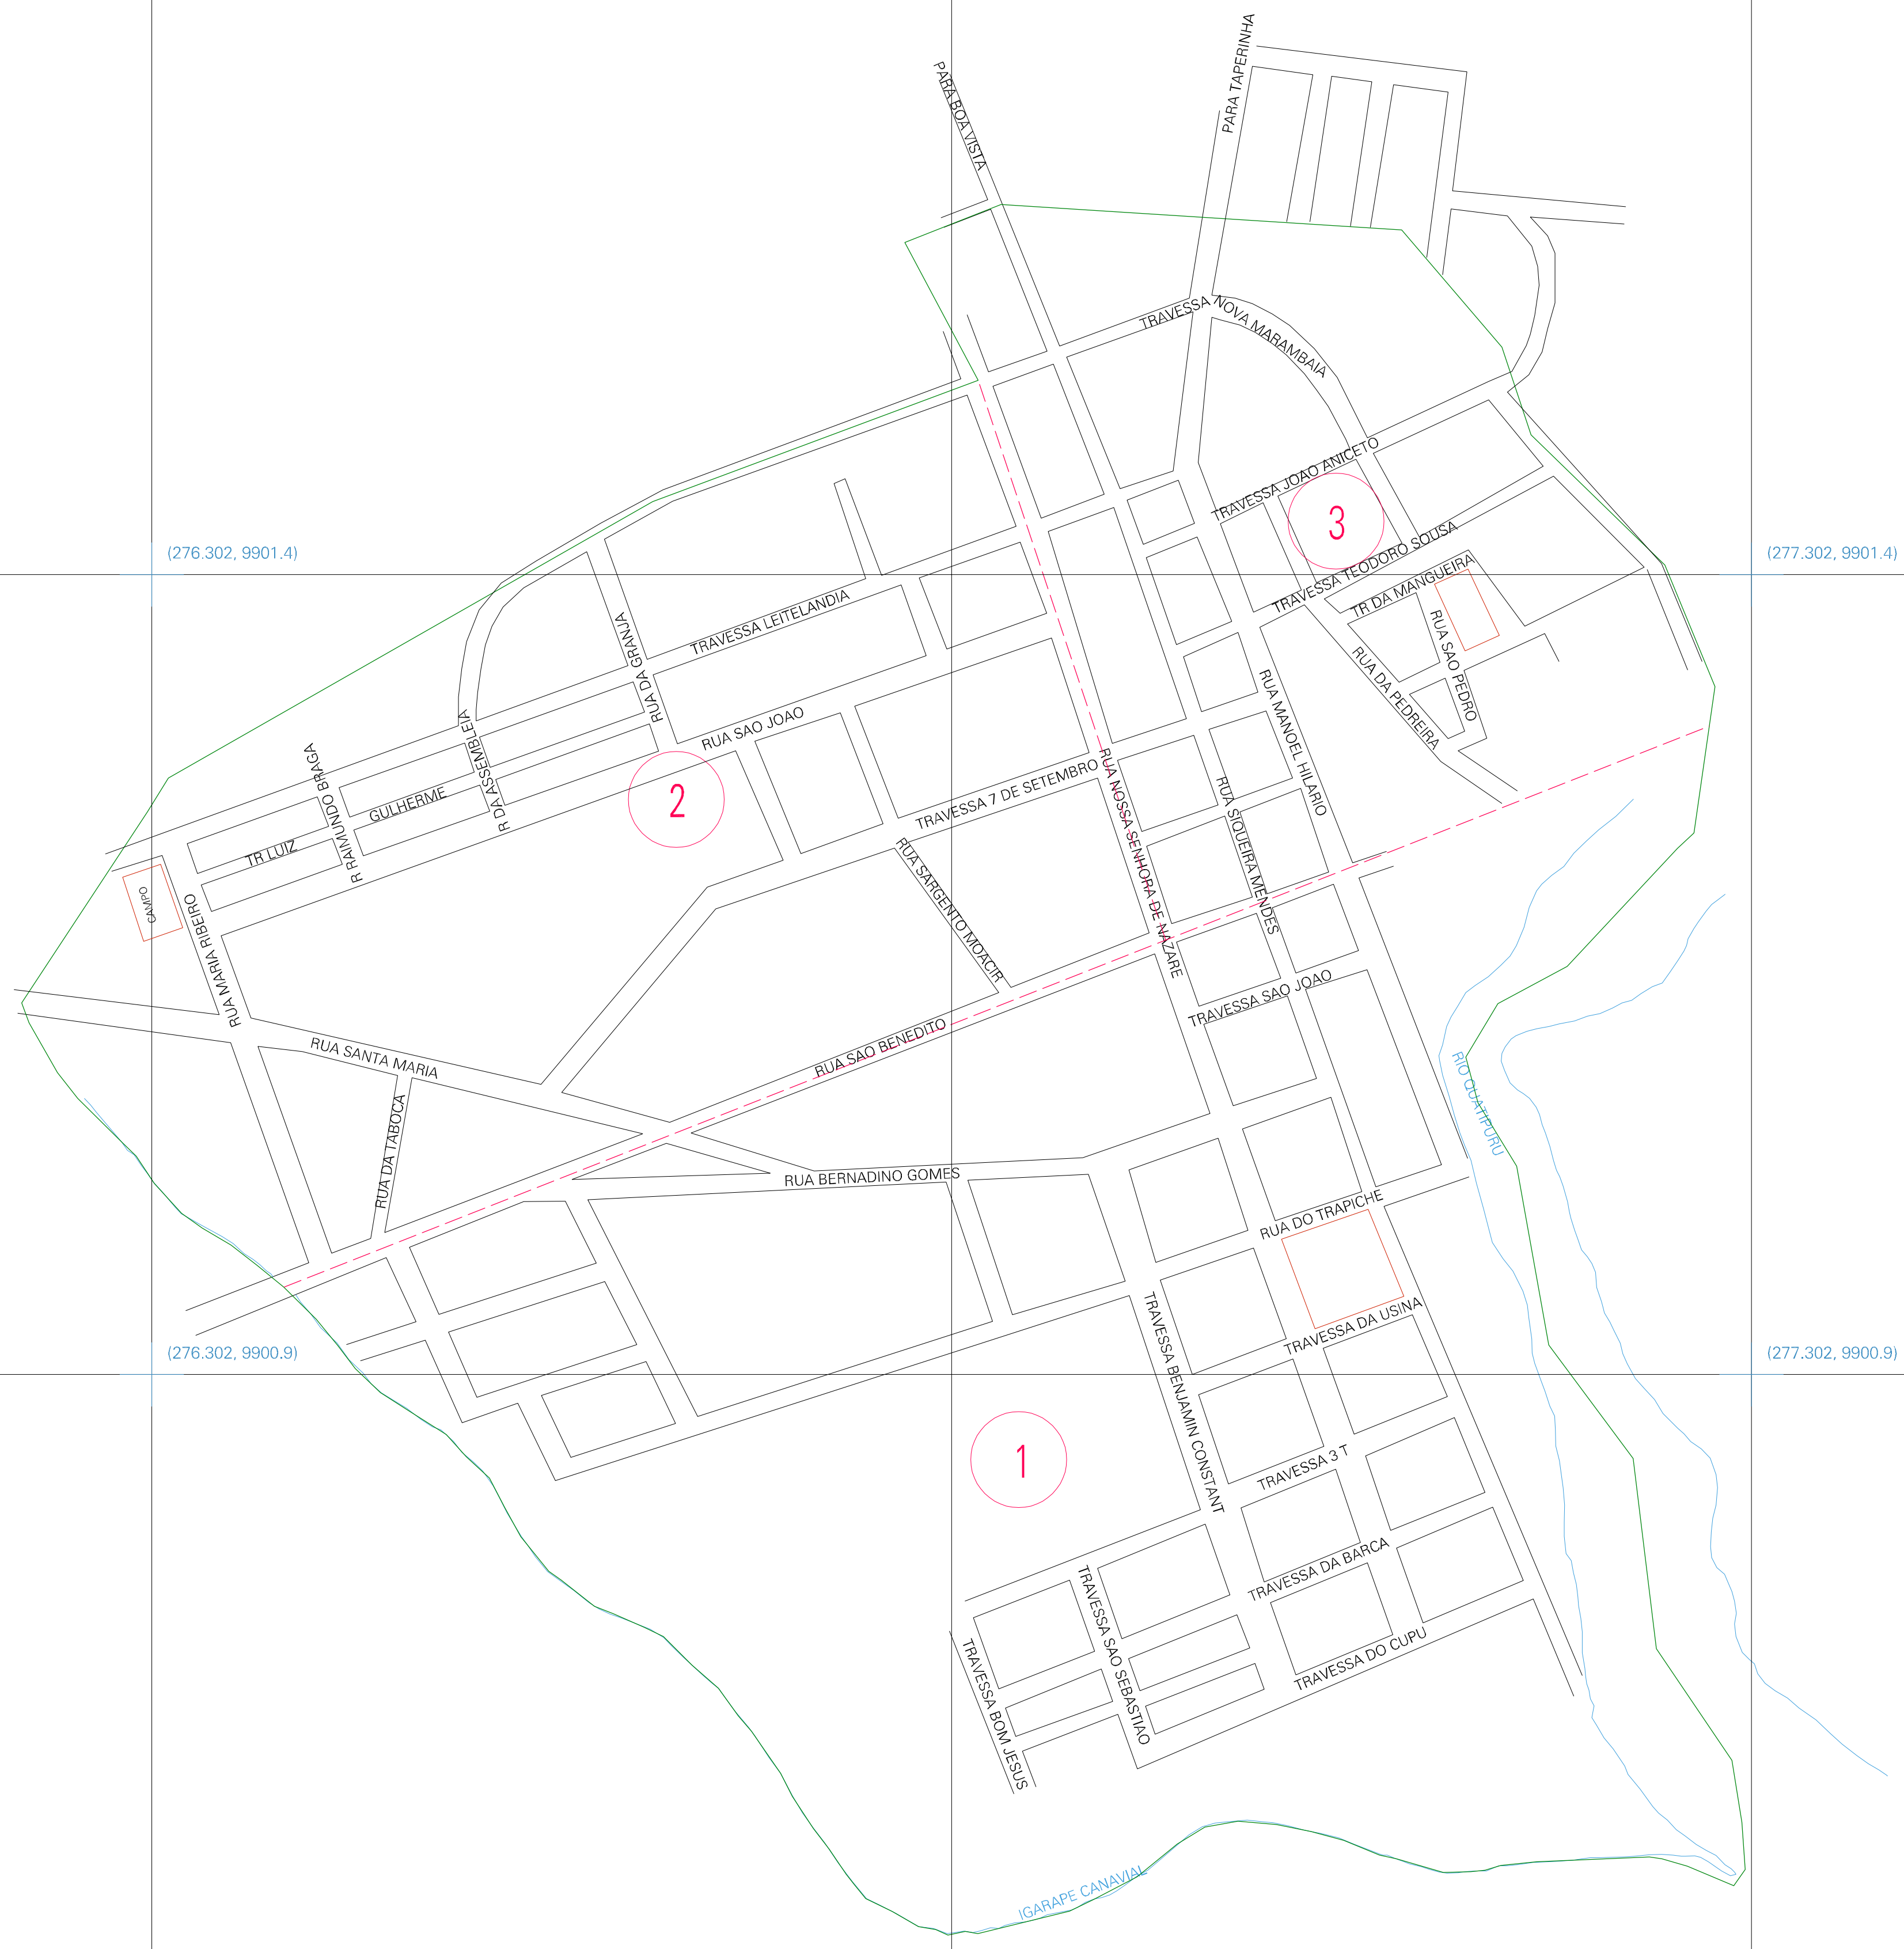 PARA TAPERINHA
PARA BOA VISTA
TRAVESSA NOVA MARAMBAIA
TRAVESSA JOAO ANICETO
3
TRAVESSA TEODORO SOUSA
(276.302, 9901.4)
(277.302, 9901.4)
TR DA MANGUEIRA
TRAVESSA LEITELANDIA
RUA DA GRANJA
RUA SAO PEDRO
RUA DA PEDREIRA
RUA MANOEL HILARIO
RUA SAO JOAO
R DA ASSEMBLEIA
R RAIMUNDO BRAGA
GULHERME
TR LUIZ
2
TRAVESSA 7 DE SETEMBRO
RUA NOSSA SENHORA DE NAZARE
RUA SIQUEIRA MENDES
CAMPO
RUA MARIA RIBEIRO
RUA SARGENTO MOACIR
TRAVESSA SAO JOAO
RUA SANTA MARIA
RUA SAO BENEDITO
RIO QUATIPURU
RUA DA TABOCA
RUA BERNADINO GOMES
RUA DO TRAPICHE
TRAVESSA DA USINA
(276.302, 9900.9)
(277.302, 9900.9)
TRAVESSA BENJAMIN CONSTANT
1
TRAVESSA 3 T
TRAVESSA DA BARCA
TRAVESSA SAO SEBASTIAO
TRAVESSA DO CUPU
TRAVESSA BOM JESUS
IGARAPE CANAVIAL